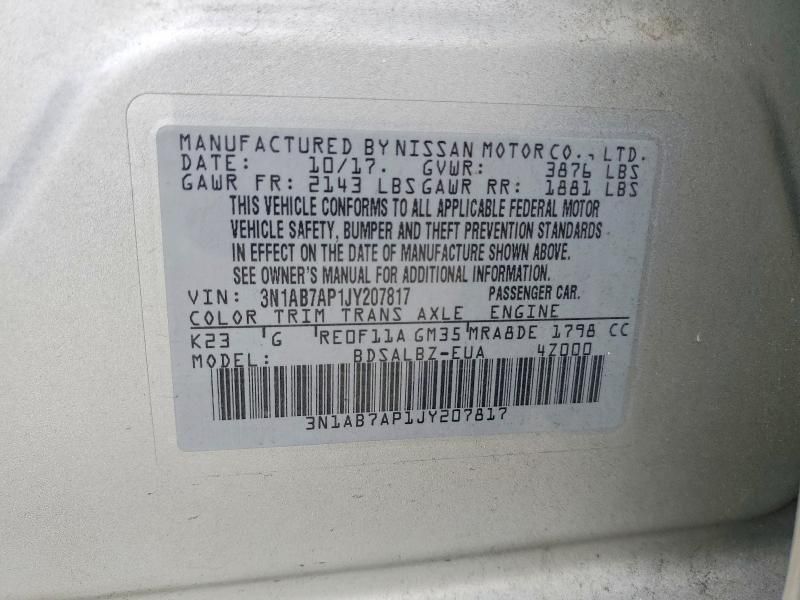 MANUFACTURED BY NISSAN MOTOR CO., LTD.
DATE: 10/17. GVWR: 3876 LBS
GAWR FR: 2143 LBS GAWR RR: 1881 LBS
THIS VEHICLE CONFORMS TO ALL APPLICABLE FEDERAL MOTOR
VEHICLE SAFETY, BUMPER AND THEFT PREVENTION STANDARDS
IN EFFECT ON THE DATE OF MANUFACTURE SHOWN ABOVE.
SEE OWNER'S MANUAL FOR ADDITIONAL INFORMATION.
VIN: 3N1AB7AP1JY207817 PASSENGER CAR.
COLOR TRIM TRANS AXLE ENGINE
K23 G RE0F11A GM35 MRA8DE 1798 CC
MODEL: BDSALBZ-EUA 4Z000
3N1AB7AP1JY207817